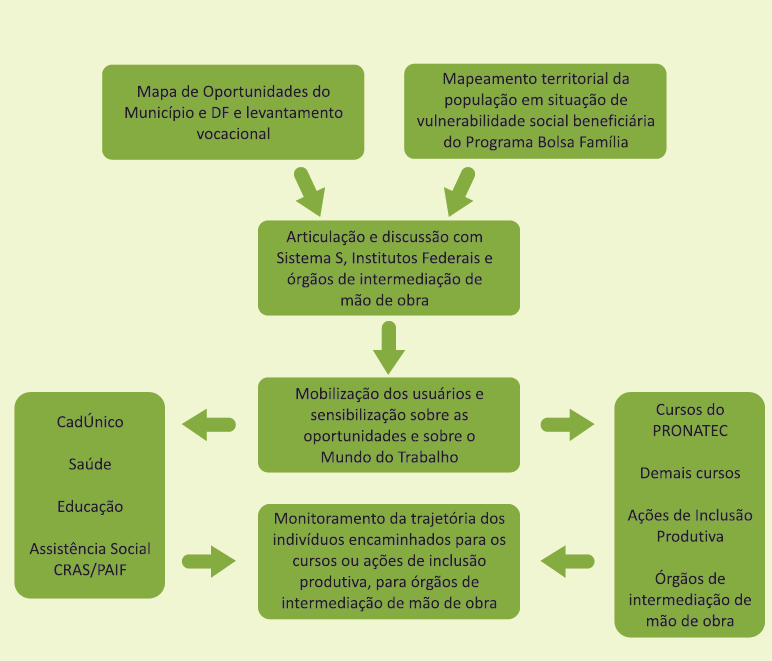 Mapa de Oportunidades do
Município e DF e levantamento
vocacional
Mapeamento territorial da
população em situação de
vulnerabilidade social beneficiária
do Programa Bolsa Família
Articulação e discussão com
Sistema S, Institutos Federais e
órgãos de intermediação de
mão de obra
Mobilização dos usuários e
sensibilização sobre as
oportunidades e sobre o
Mundo do Trabalho
CadÚnico
Saúde
Educação
Assistência Social
CRAS/PAIF
Cursos do
PRONATEC
Demais cursos
Ações de Inclusão
Produtiva
Órgãos de
intermediação de
mão de obra
Monitoramento da trajetória dos
indivíduos encaminhados para os
cursos ou ações de inclusão
produtiva, para órgãos de
intermediação de mão de obra